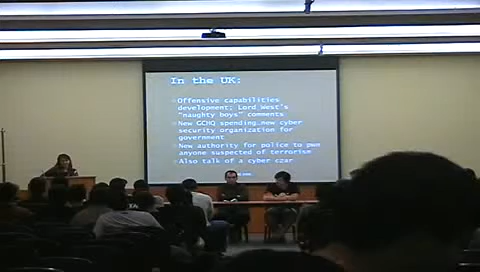 In the UK:
Offensive capabilities
development; Lord West's
"naughty boys" comments
New GCHQ spending…new cyber
security organization for
government
New authority for police to pwn
anyone suspected of terrorism
Also talk of a cyber czar